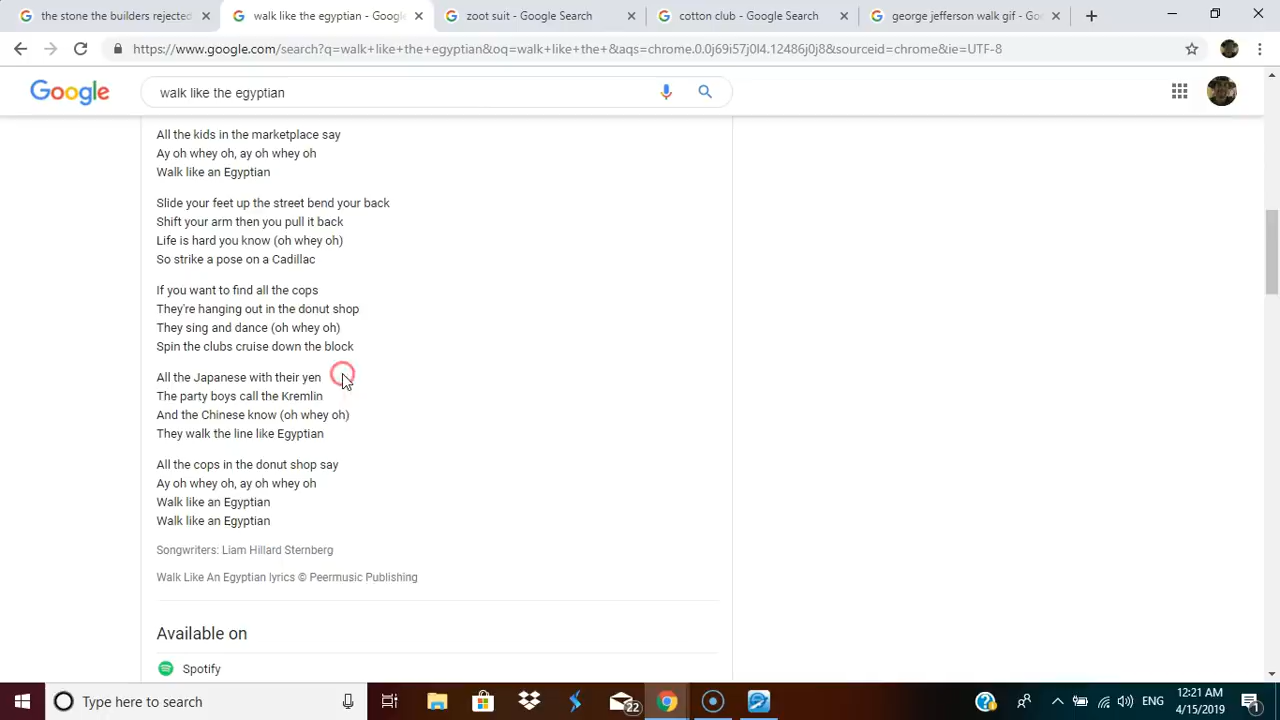 the stone the builders rejected
walk like the egyptian - Google
zoot suit - Google Search
cotton club - Google Search
george jefferson walk gif - Go
https://www.google.com/search?q=walk+like+the+egyptian&oq=walk+like+the+&aqs=chrome.0.0j69i57j0l4.12486j0j8&sourceid=chrome&ie=UTF-8
Google
walk like the egyptian
All the kids in the marketplace say
Ay oh whey oh, ay oh whey oh
Walk like an Egyptian
Slide your feet up the street bend your back
Shift your arm then you pull it back
Life is hard you know (oh whey oh)
So strike a pose on a Cadillac
If you want to find all the cops
They're hanging out in the donut shop
They sing and dance (oh whey oh)
Spin the clubs cruise down the block
All the Japanese with their yen
The party boys call the Kremlin
And the Chinese know (oh whey oh)
They walk the line like Egyptian
All the cops in the donut shop say
Ay oh whey oh, ay oh whey oh
Walk like an Egyptian
Walk like an Egyptian
Songwriters: Liam Hillard Sternberg
Walk Like An Egyptian lyrics © Peermusic Publishing
Available on
Spotify
Type here to search
22
ENG
12:21 AM
4/15/2019
1